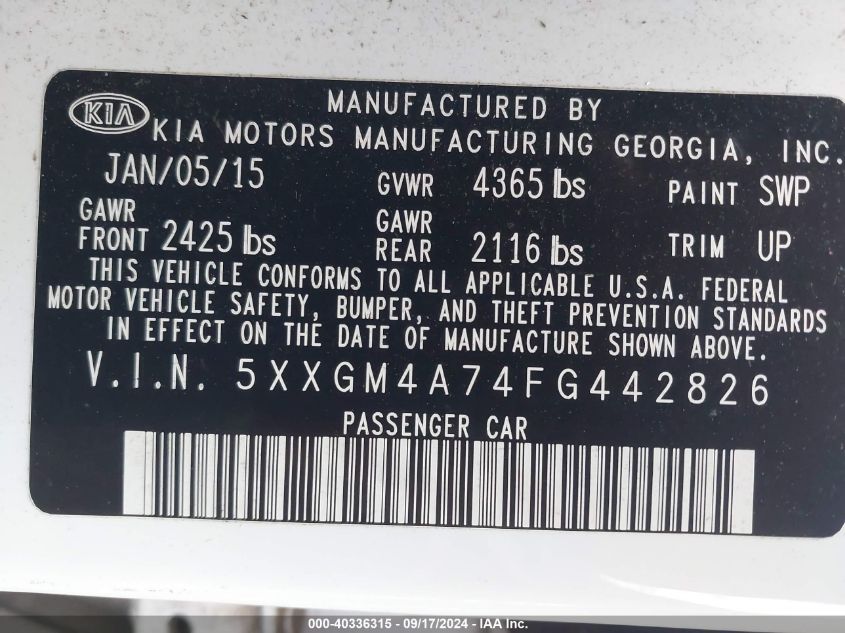 MANUFACTURED BY
KIA KIA MOTORS MANUFACTURING GEORGIA, INC.
JAN/05/15 GVWR 4365 lbs PAINT SWP
GAWR FRONT 2425 lbs GAWR REAR 2116 lbs TRIM UP
THIS VEHICLE CONFORMS TO ALL APPLICABLE U.S.A. FEDERAL
MOTOR VEHICLE SAFETY, BUMPER, AND THEFT PREVENTION STANDARDS
IN EFFECT ON THE DATE OF MANUFACTURE SHOWN ABOVE.
V.I.N. 5XXGM4A74FG442826
PASSENGER CAR
000-40336315 - 09/17/2024 - IAA Inc.